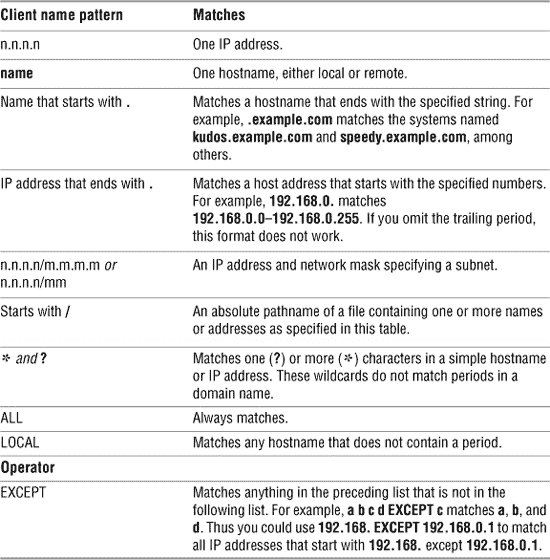 Client name pattern Matches
n.n.n.n One IP address.
name One hostname, either local or remote.
Name that starts with . Matches a hostname that ends with the specified string. For
example, .example.com matches the systems named
kudos.example.com and speedy.example.com, among
others.
IP address that ends with . Matches a host address that starts with the specified numbers.
For example, 192.168.0. matches
192.168.0.0–192.168.0.255. If you omit the trailing period,
this format does not work.
n.n.n.n/m.m.m.m or An IP address and network mask specifying a subnet.
n.n.n.n/mm
Starts with / An absolute pathname of a file containing one or more names
or addresses as specified in this table.
* and ? Matches one (?) or more (*) characters in a simple hostname
or IP address. These wildcards do not match periods in a
domain name.
ALL Always matches.
LOCAL Matches any hostname that does not contain a period.
Operator
EXCEPT Matches anything in the preceding list that is not in the
following list. For example, a b c d EXCEPT c matches a, b, and
d. Thus you could use 192.168. EXCEPT 192.168.0.1 to match
all IP addresses that start with 192.168. except 192.168.0.1.